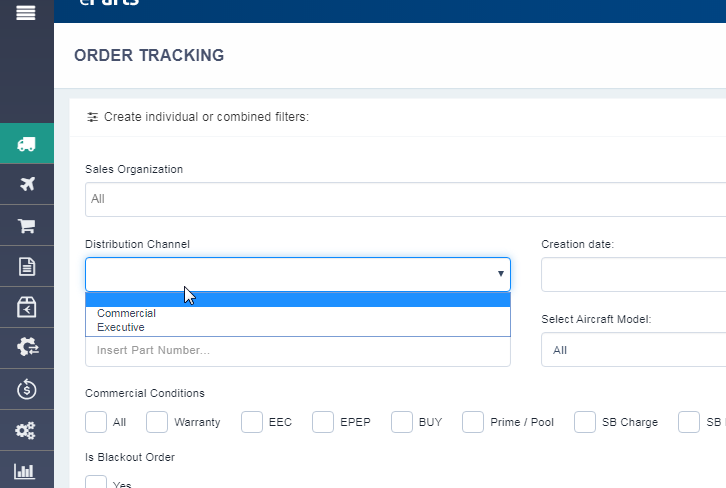 eParts
ORDER TRACKING
Create individual or combined filters:
Sales Organization
All
Distribution Channel
Creation date:
Commercial
Executive
Select Aircraft Model:
Insert Part Number...
All
Commercial Conditions
All Warranty EEC EPEP BUY Prime / Pool SB Charge SB
Is Blackout Order
Yes